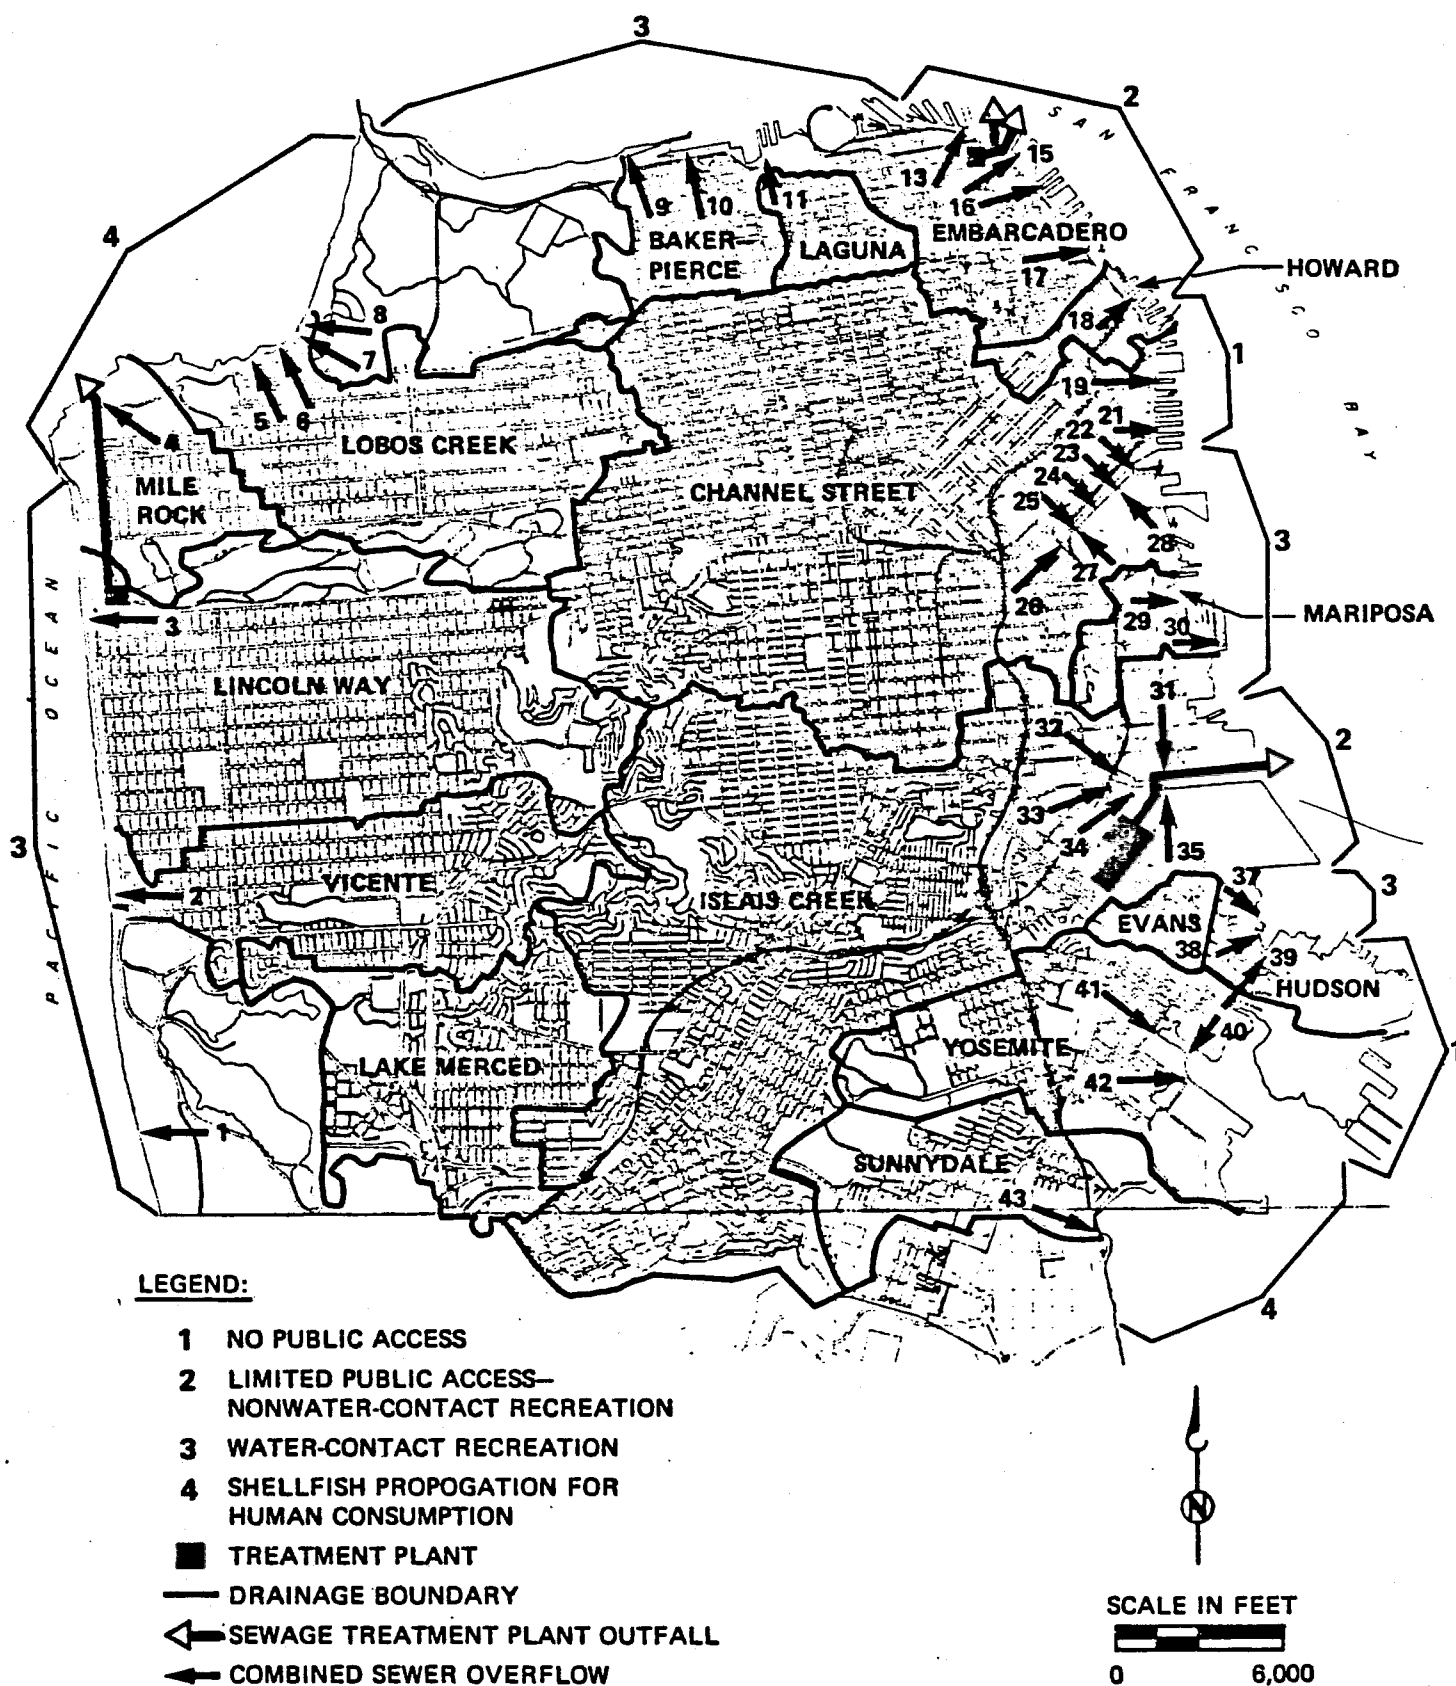 3
2
SAN FRANCISCO BAY
15
13
16
9
10
11
4
EMBARCADERO
BAKER-
PIERCE
LAGUNA
17
HOWARD
8
18
7
1
19
5
6
21
22
4
LOBOS CREEK
23
24
MILE
ROCK
CHANNEL STREET
25
28
3
27
26
PACIFIC OCEAN
3
29
MARIPOSA
30
LINCOLN WAY
31
32
2
33
34
35
3
VICENTE
2
ISLAIS CREEK
37
3
EVANS
38
39
41
HUDSON
40
YOSEMITE
1
LAKE MERCED
42
1
SUNNYDALE
43
4
LEGEND:
1 NO PUBLIC ACCESS
2 LIMITED PUBLIC ACCESS–
NONWATER-CONTACT RECREATION
3 WATER-CONTACT RECREATION
4 SHELLFISH PROPOGATION FOR
HUMAN CONSUMPTION
TREATMENT PLANT
DRAINAGE BOUNDARY
SEWAGE TREATMENT PLANT OUTFALL
COMBINED SEWER OVERFLOW
N
SCALE IN FEET
0 6,000